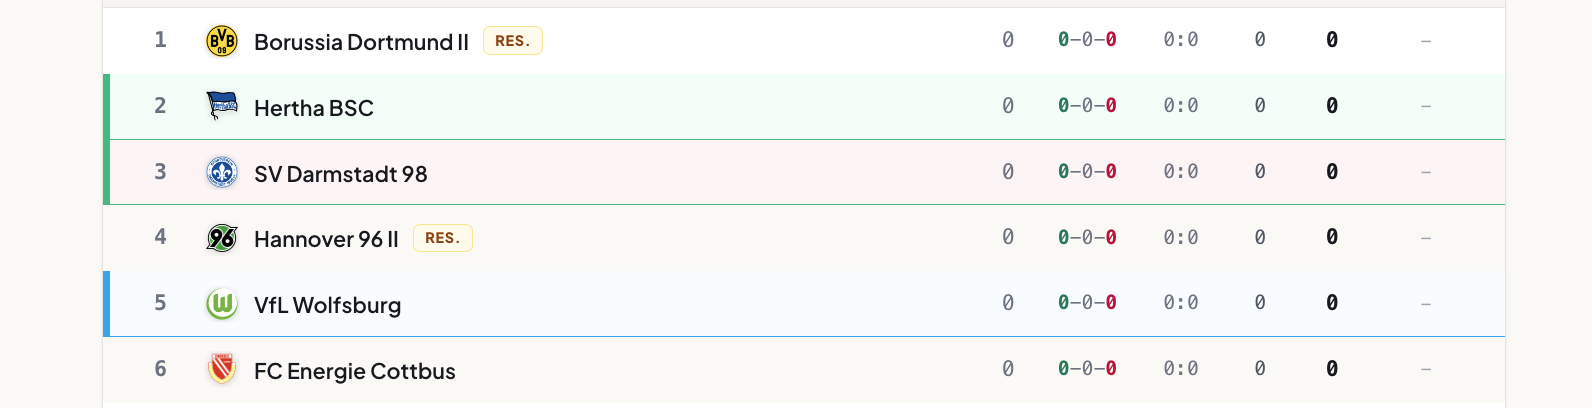 1 BVB 09 Borussia Dortmund II RES. 0 0–0–0 0:0 0 0 –
2 Hertha BSC 0 0–0–0 0:0 0 0 –
3 SV Darmstadt 98 0 0–0–0 0:0 0 0 –
4 96 Hannover 96 II RES. 0 0–0–0 0:0 0 0 –
5 W VfL Wolfsburg 0 0–0–0 0:0 0 0 –
6 FC Energie Cottbus 0 0–0–0 0:0 0 0 –